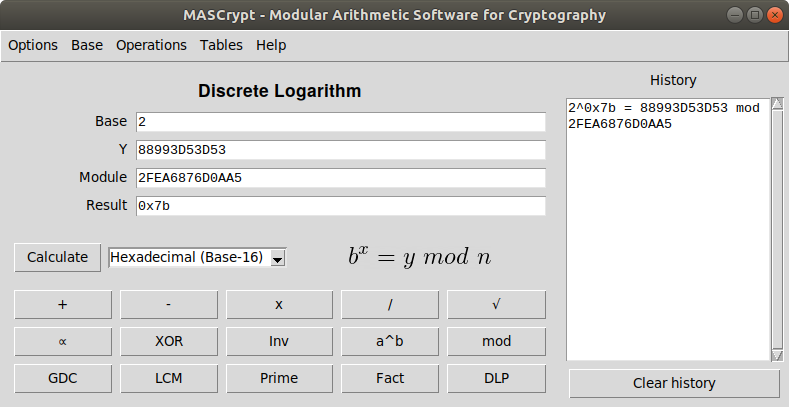 MASCrypt - Modular Arithmetic Software for Cryptography
Options Base Operations Tables Help
Discrete Logarithm
Base 2
Y 88993D53D53
Module 2FEA6876D0AA5
Result 0x7b
Calculate Hexadecimal (Base-16) b^x = y mod n
+ - x / √
∝ XOR Inv a^b mod
GDC LCM Prime Fact DLP
History
2^0x7b = 88993D53D53 mod
2FEA6876D0AA5
Clear history